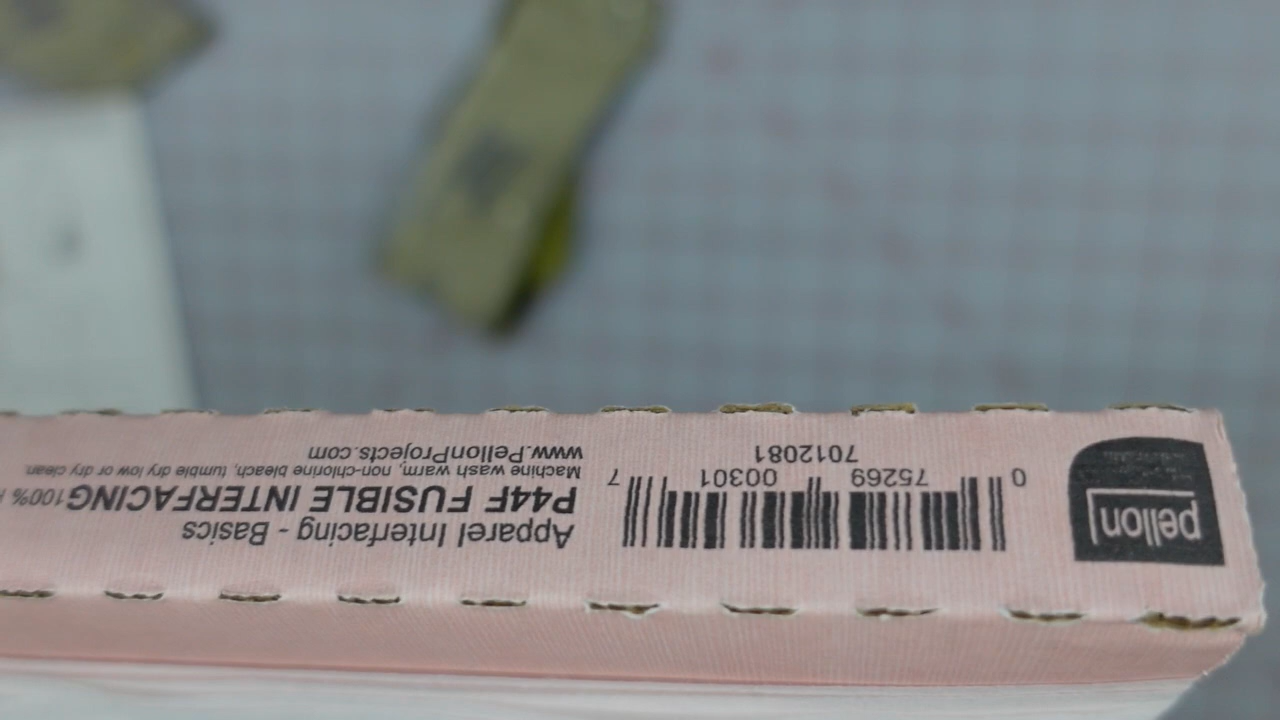 pellon
0 75269 00301 7
7012081
Apparel Interfacing - Basics
P44F FUSIBLE INTERFACING 100%
Machine wash warm, non-chlorine bleach, tumble dry low or dry clean.
www.PellonProjects.com